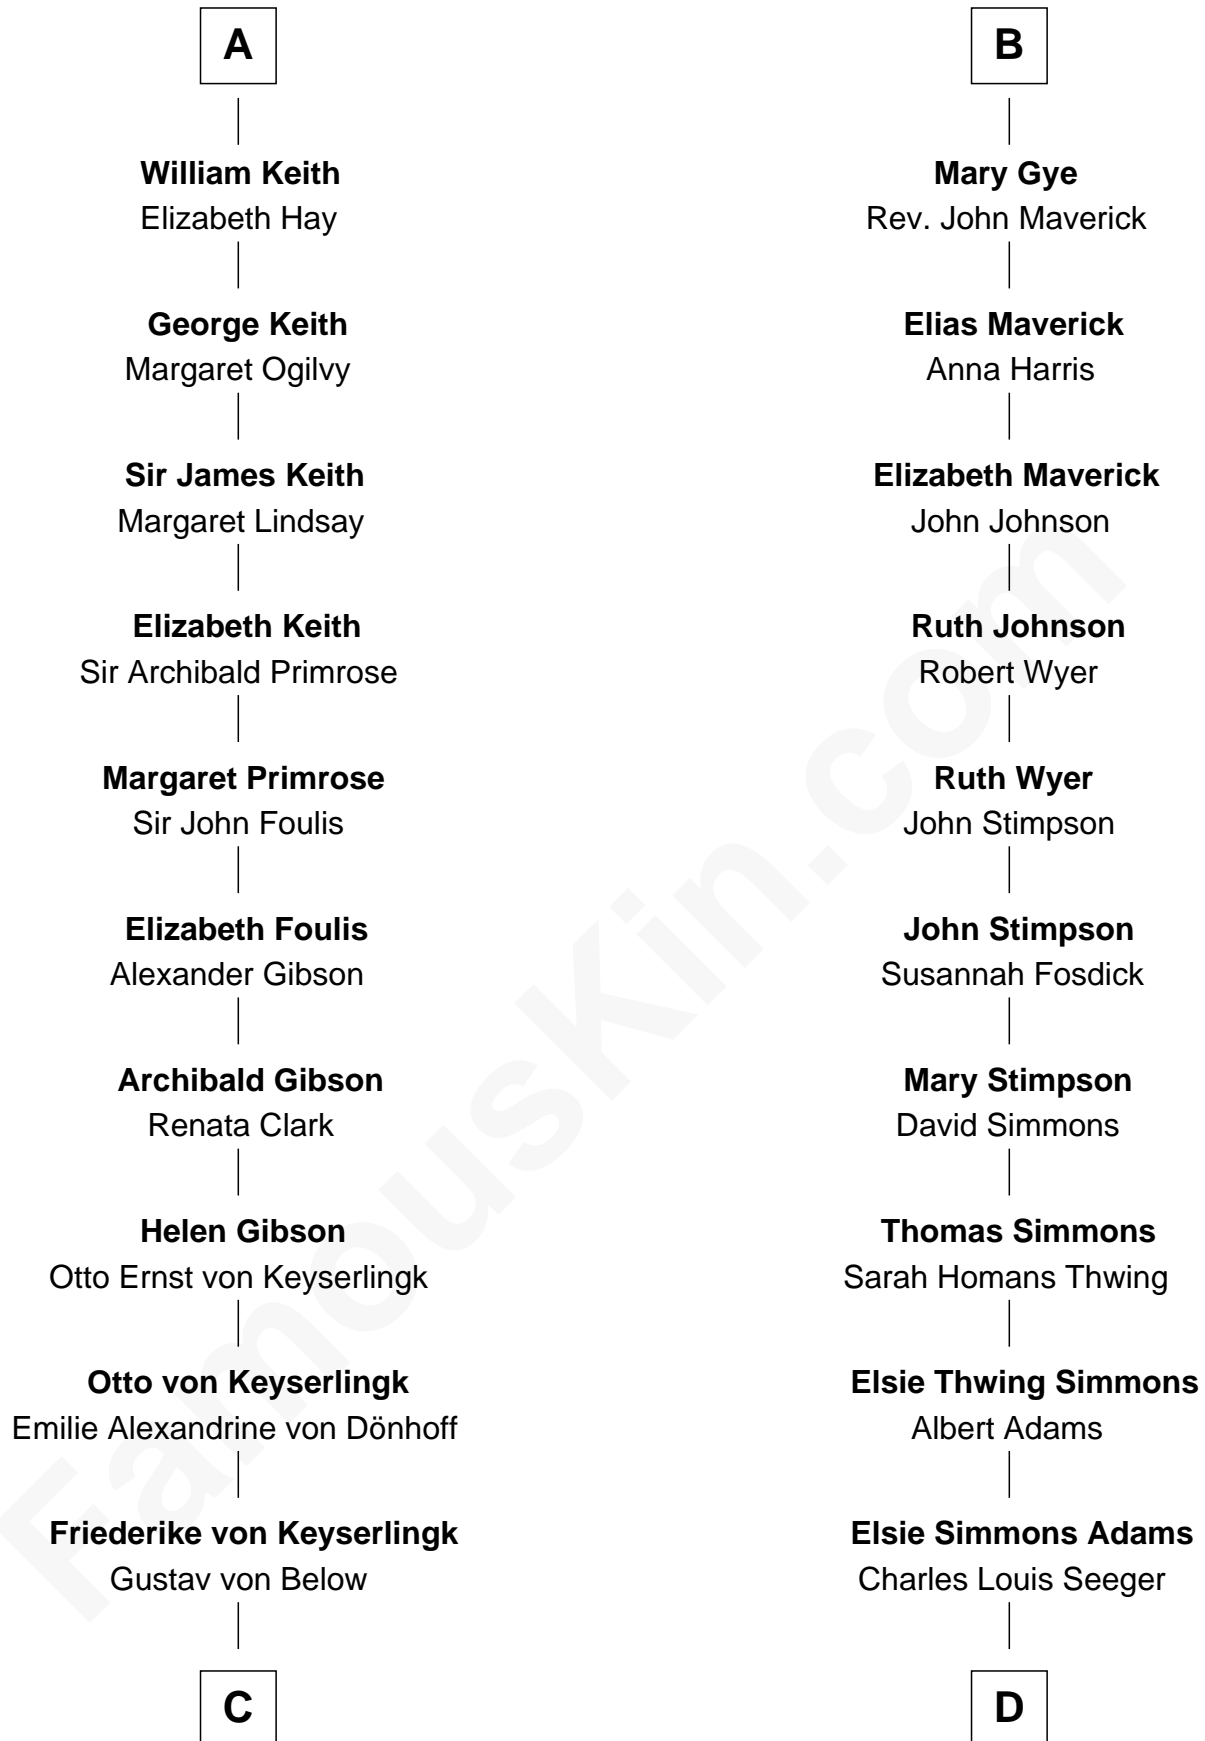 A
William Keith
Elizabeth Hay
George Keith
Margaret Ogilvy
Sir James Keith
Margaret Lindsay
Elizabeth Keith
Sir Archibald Primrose
Margaret Primrose
Sir John Foulis
Elizabeth Foulis
Alexander Gibson
Archibald Gibson
Renata Clark
Helen Gibson
Otto Ernst von Keyserlingk
Otto von Keyserlingk
Emilie Alexandrine von Dönhoff
Friederike von Keyserlingk
Gustav von Below
C
B
Mary Gye
Rev. John Maverick
Elias Maverick
Anna Harris
Elizabeth Maverick
John Johnson
Ruth Johnson
Robert Wyer
Ruth Wyer
John Stimpson
John Stimpson
Susannah Fosdick
Mary Stimpson
David Simmons
Thomas Simmons
Sarah Homans Thwing
Elsie Thwing Simmons
Albert Adams
Elsie Simmons Adams
Charles Louis Seeger
D
FamousKin.com